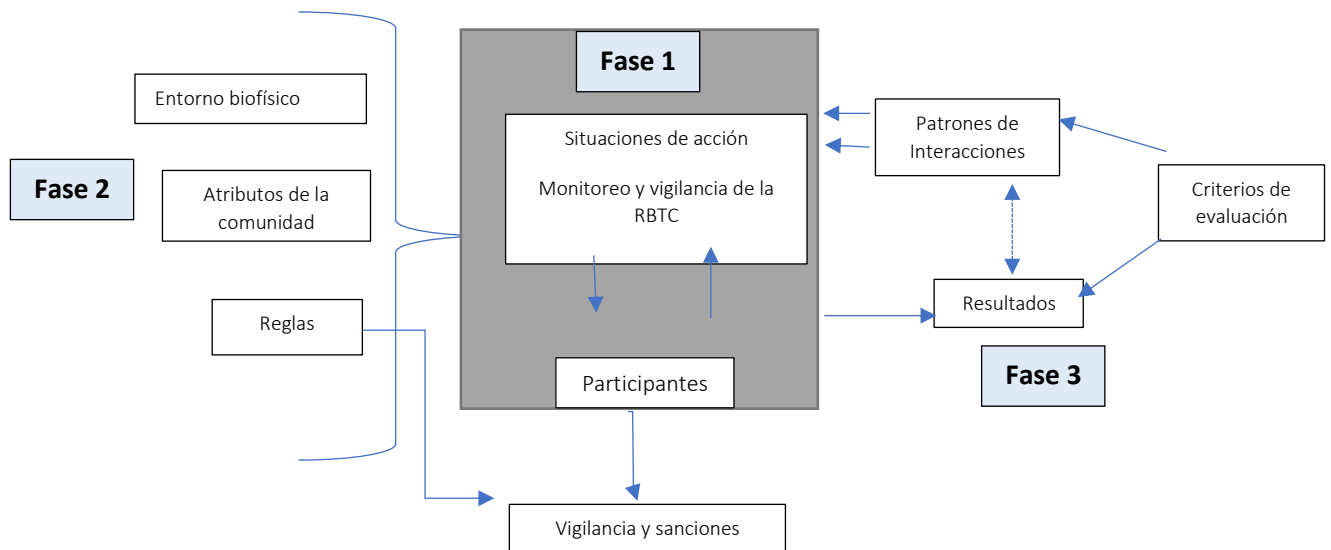 Fase 1
Entorno biofísico
Situaciones de acción
Monitoreo y vigilancia de la
RBTC
Patrones de
Interacciones
Fase 2
Atributos de la
comunidad
Criterios de
evaluación
Reglas
Resultados
Participantes
Fase 3
Vigilancia y sanciones